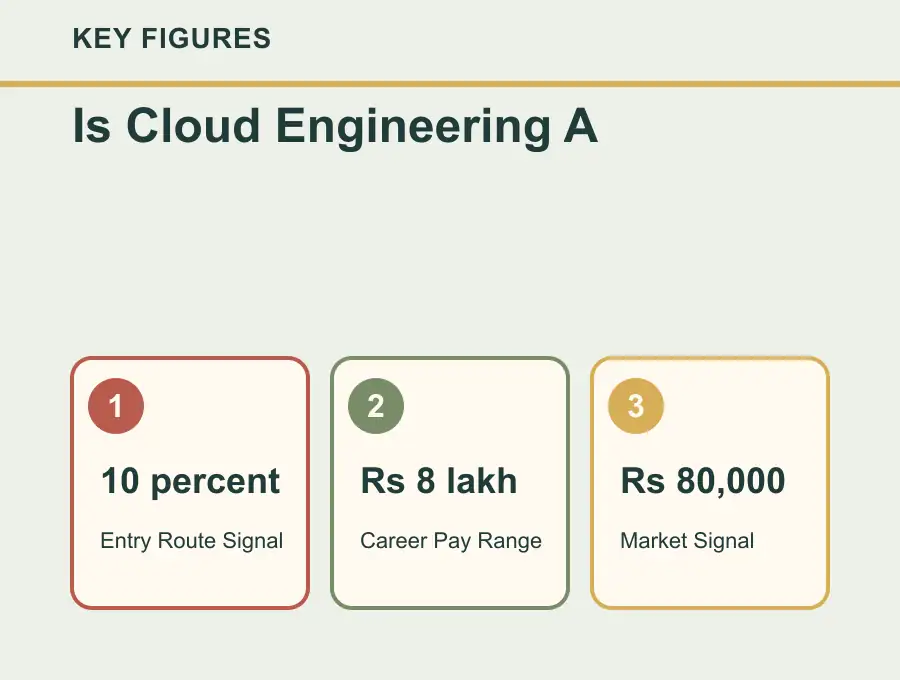 KEY FIGURES
Is Cloud Engineering A
1
10 percent
Entry Route Signal
2
Rs 8 lakh
Career Pay Range
3
Rs 80,000
Market Signal